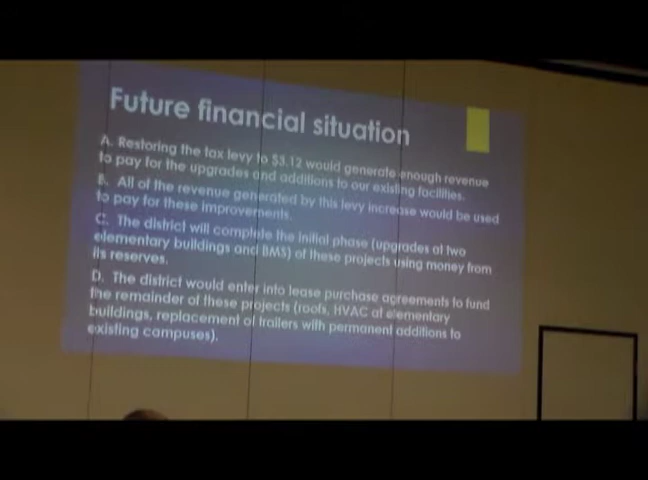 Future financial situation
A. Restoring the tax levy to $3.12 would generate enough revenue
to pay for the upgrades and additions to our existing facilities.
B. All of the revenue generated by this levy increase would be used
to pay for these improvements.
C. The district will complete the initial phase (upgrades at two
elementary buildings and BMS) of these projects using money from
its reserves.
D. The district would enter into lease purchase agreements to fund
the remainder of these projects (roofs, HVAC at elementary
buildings, replacement of trailers with permanent additions to
existing campuses).